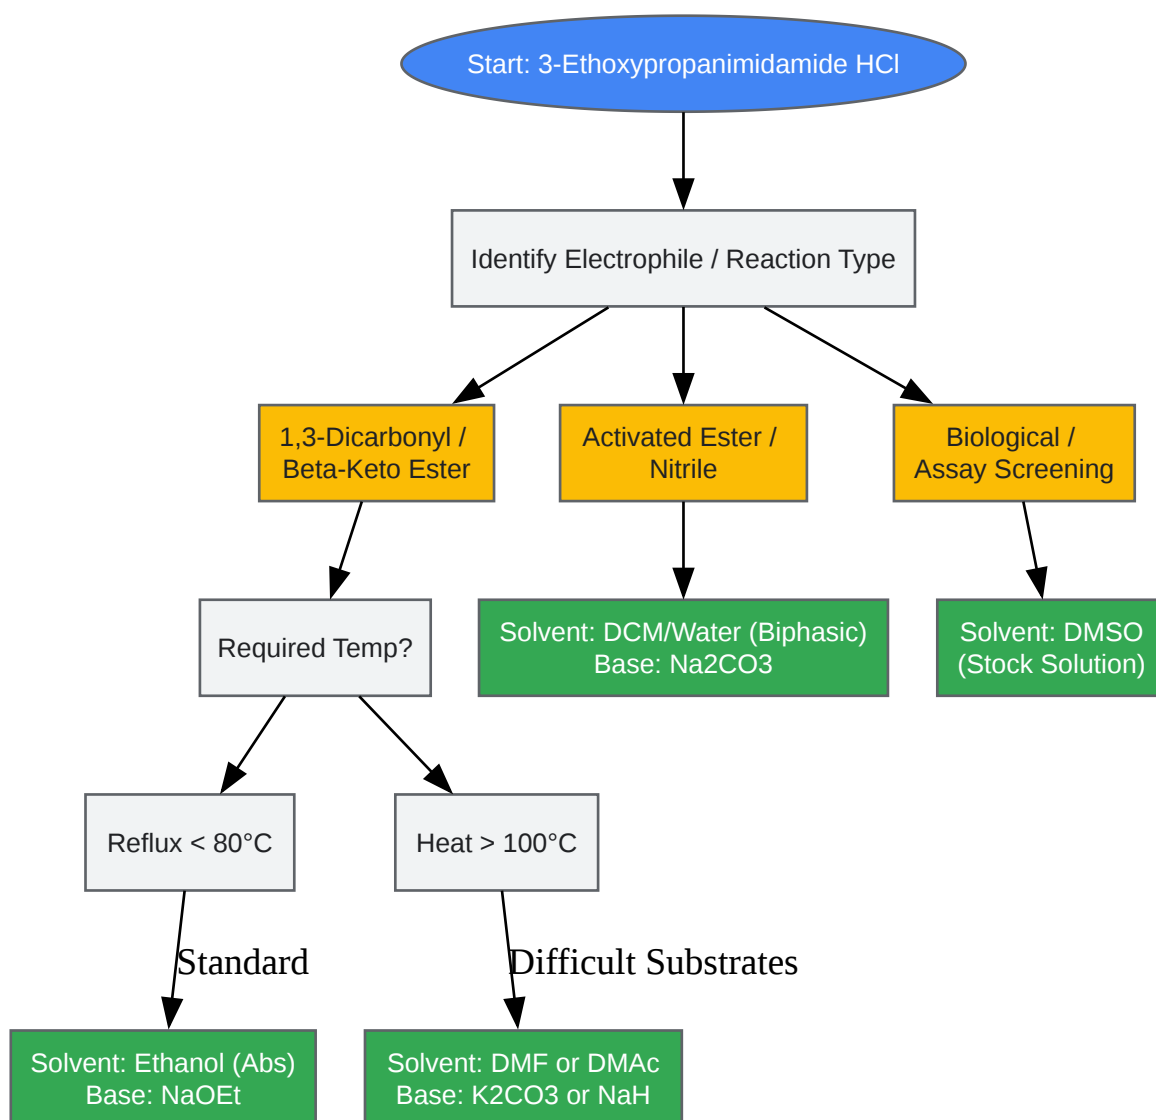 Start: 3-Ethoxypropanimidamide HCl
Identify Electrophile / Reaction Type
1,3-Dicarbonyl /
Beta-Keto Ester
Activated Ester /
Nitrile
Biological /
Assay Screening
Required Temp?
Solvent: DCM/Water (Biphasic)
Base: Na2CO3
Solvent: DMSO
(Stock Solution)
Reflux < 80°C
Heat > 100°C
Standard
Difficult Substrates
Solvent: Ethanol (Abs)
Base: NaOEt
Solvent: DMF or DMAc
Base: K2CO3 or NaH